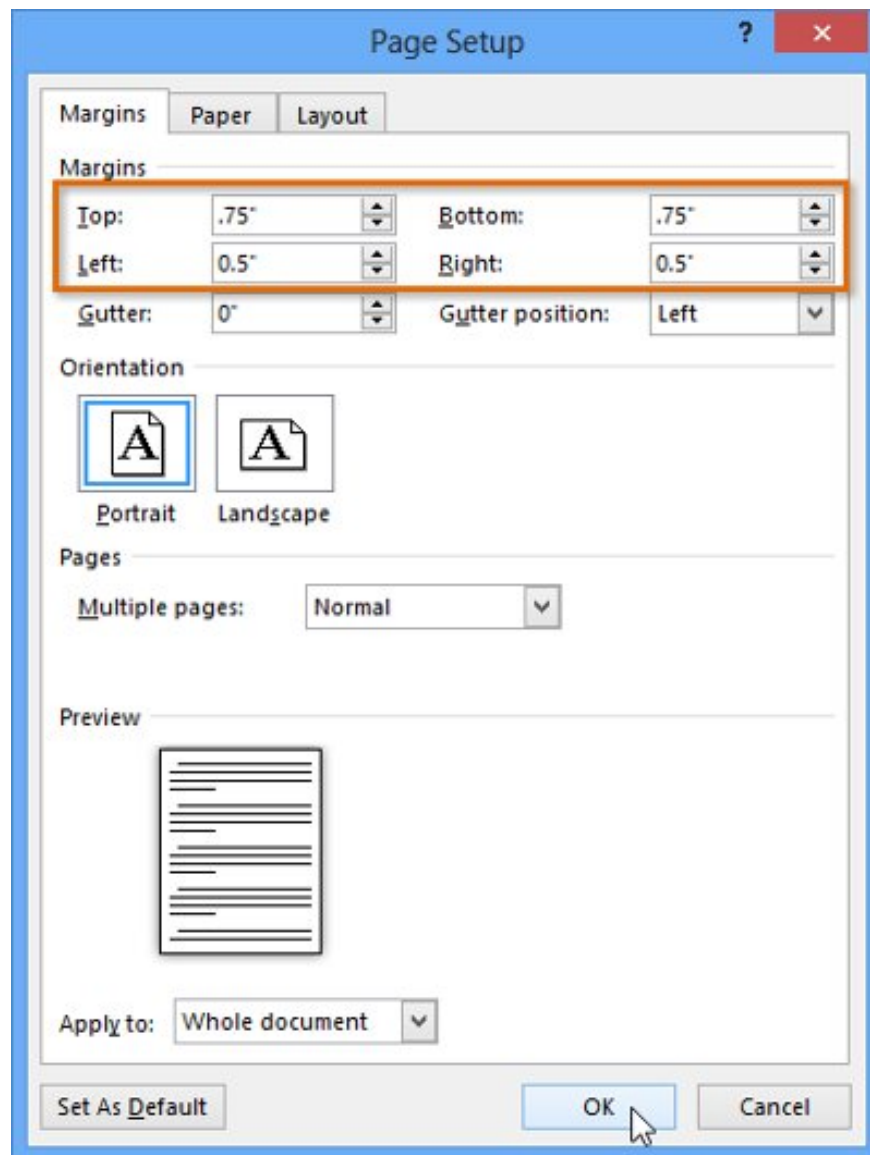 Page Setup ? ×
Margins Paper Layout
Margins
Top: .75" Bottom: .75"
Left: 0.5" Right: 0.5"
Gutter: 0" Gutter position: Left
Orientation
A A
Portrait Landscape
Pages
Multiple pages: Normal
Preview
Apply to: Whole document
Set As Default OK Cancel